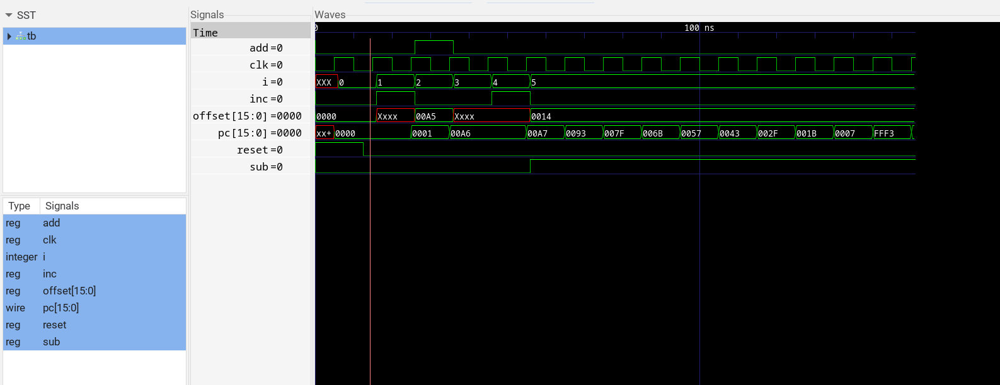 SST
tb
Type Signals
reg add
reg clk
integer i
reg inc
reg offset[15:0]
wire pc[15:0]
reg reset
reg sub
Signals
Time
add=0
clk=0
i=0
inc=0
offset[15:0]=0000
pc[15:0]=0000
reset=0
sub=0
Waves
0 100 ns
XXX 0 1 2 3 4 5
0000 Xxxx 00A5 Xxxx 0014
xx+ 0000 0001 00A6 00A7 0093 007F 006B 0057 0043 002F 001B 0007 FFF3